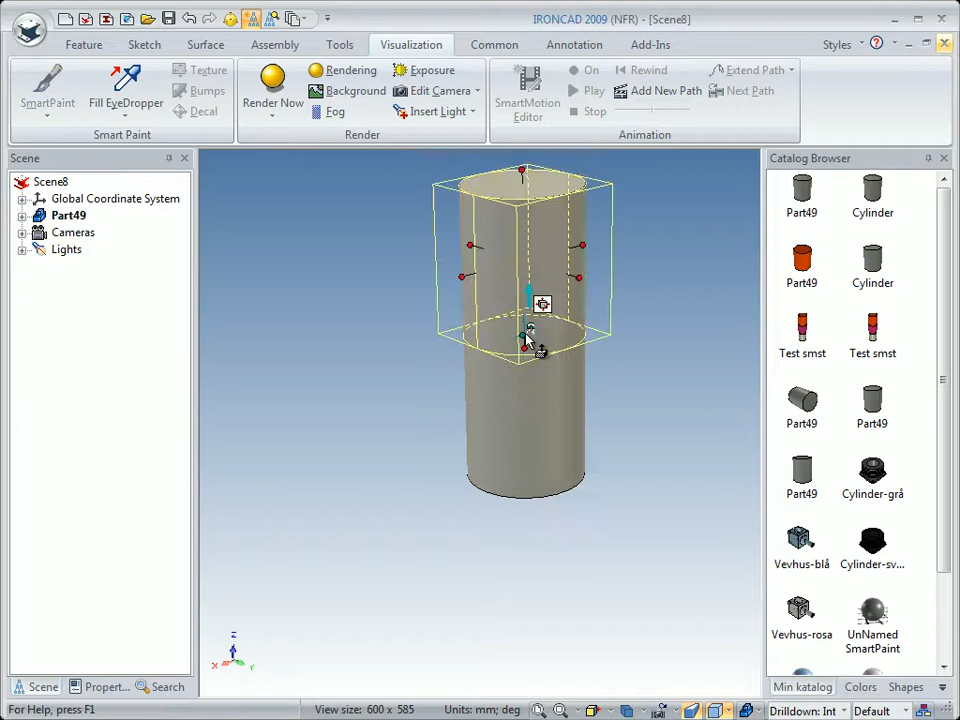 IRONCAD 2009 (NFR) - [Scene8]
Feature Sketch Surface Assembly Tools Visualization Common Annotation Add-Ins Styles
SmartPaint Fill EyeDropper Texture Bumps Decal
Smart Paint
Render Now Rendering Background Fog Exposure Edit Camera Insert Light
Render
SmartMotion Editor On Play Stop Rewind Add New Path Extend Path Next Path
Animation
Scene
Catalog Browser
Scene8
Global Coordinate System
Part49
Cameras
Lights
Part49 Cylinder
Part49 Cylinder
Test smst Test smst
Part49 Part49
Part49 Cylinder-grå
Vevhus-blå Cylinder-sv...
Vevhus-rosa UnNamed SmartPaint
Z
X Y
Scene Propert... Search
Min katalog Colors Shapes
For Help, press F1 View size: 600 x 585 Units: mm; deg Drilldown: Int Default